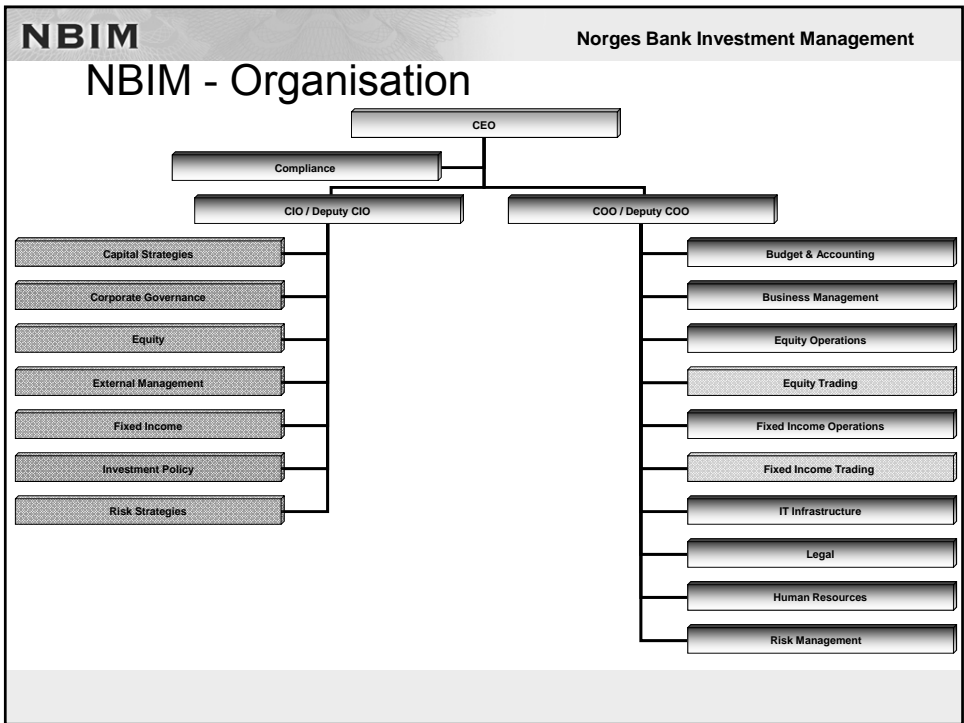 NBIM
Norges Bank Investment Management
NBIM - Organisation
CEO
Compliance
CIO / Deputy CIO
COO / Deputy COO
Capital Strategies
Corporate Governance
Equity
External Management
Fixed Income
Investment Policy
Risk Strategies
Budget & Accounting
Business Management
Equity Operations
Equity Trading
Fixed Income Operations
Fixed Income Trading
IT Infrastructure
Legal
Human Resources
Risk Management